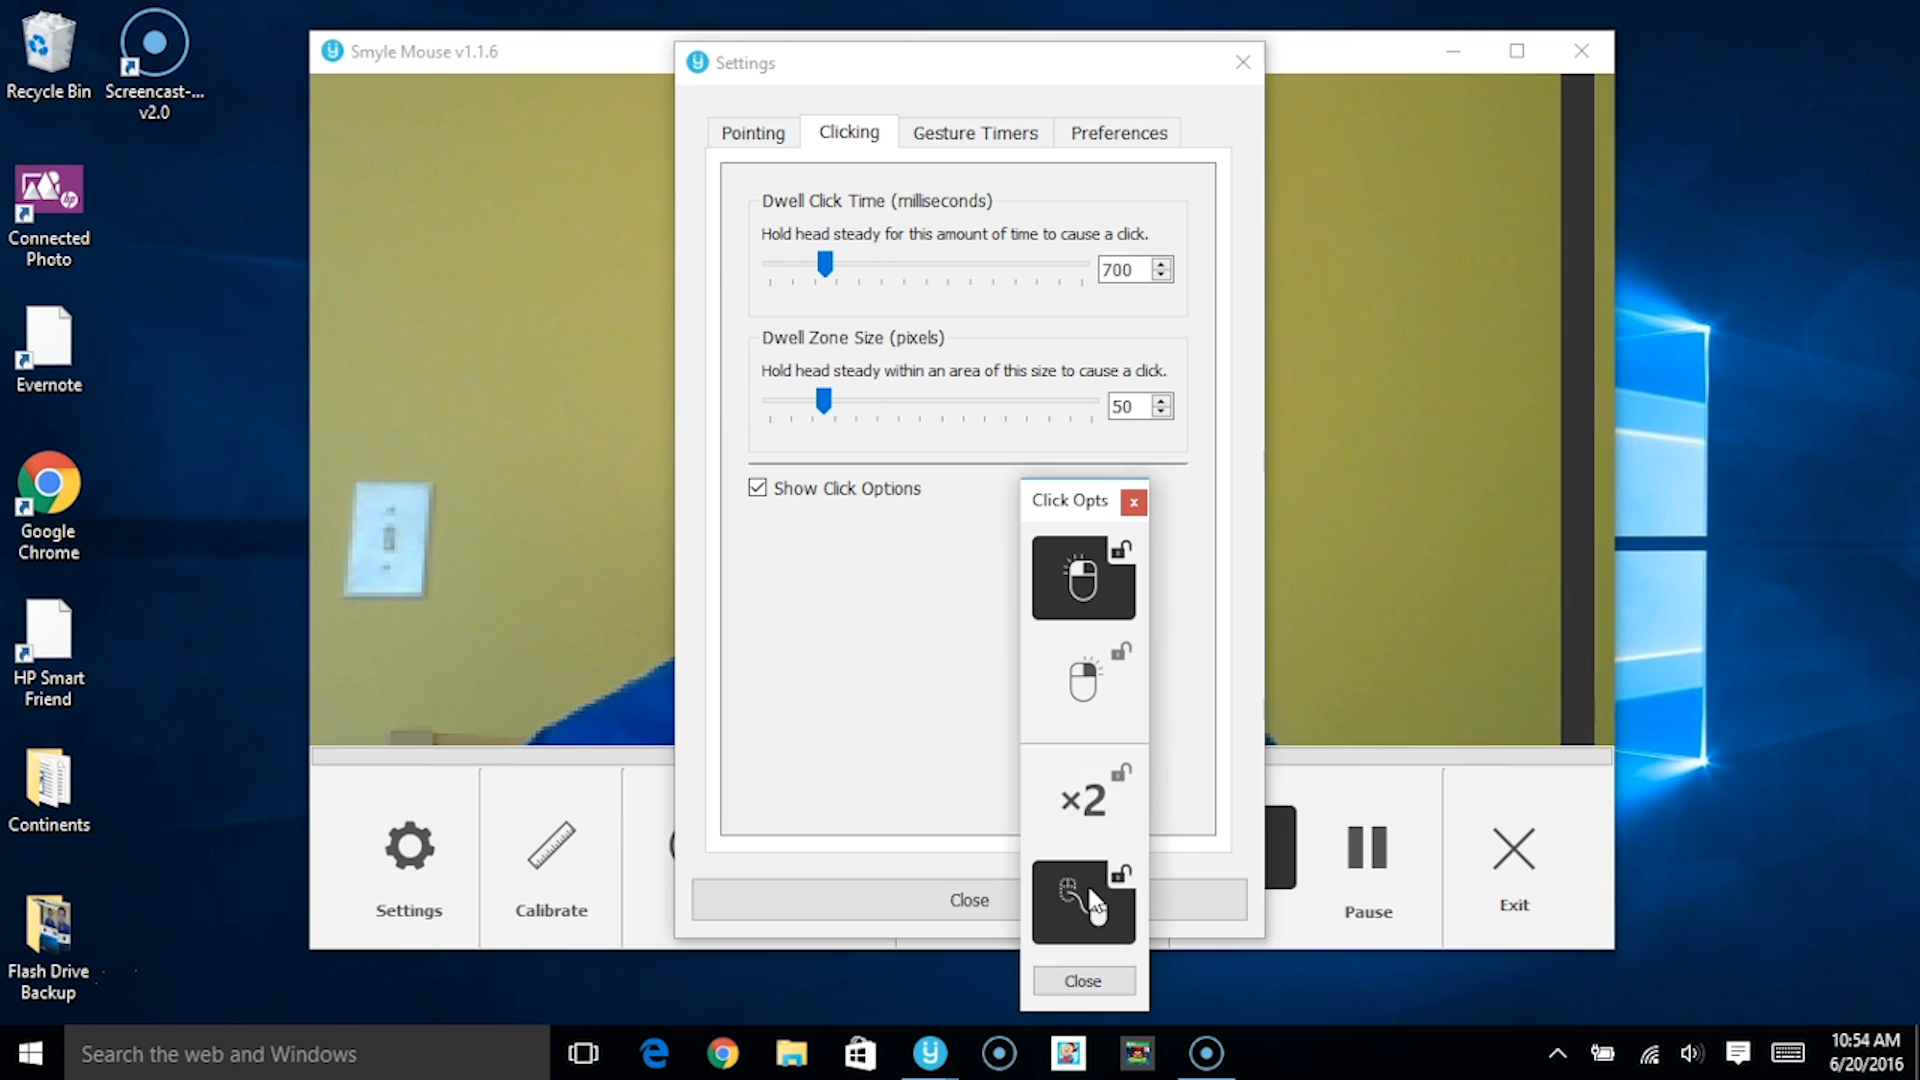 Recycle Bin
Screencast-...
v2.0
Connected
Photo
Evernote
Google
Chrome
HP Smart
Friend
Continents
Flash Drive
Backup
Smyle Mouse v1.1.6
Settings
Pointing
Clicking
Gesture Timers
Preferences
Dwell Click Time (milliseconds)
Hold head steady for this amount of time to cause a click.
700
Dwell Zone Size (pixels)
Hold head steady within an area of this size to cause a click.
50
Show Click Options
Click Opts
x
×2
Close
Close
Settings
Calibrate
Pause
Exit
Search the web and Windows
10:54 AM
6/20/2016